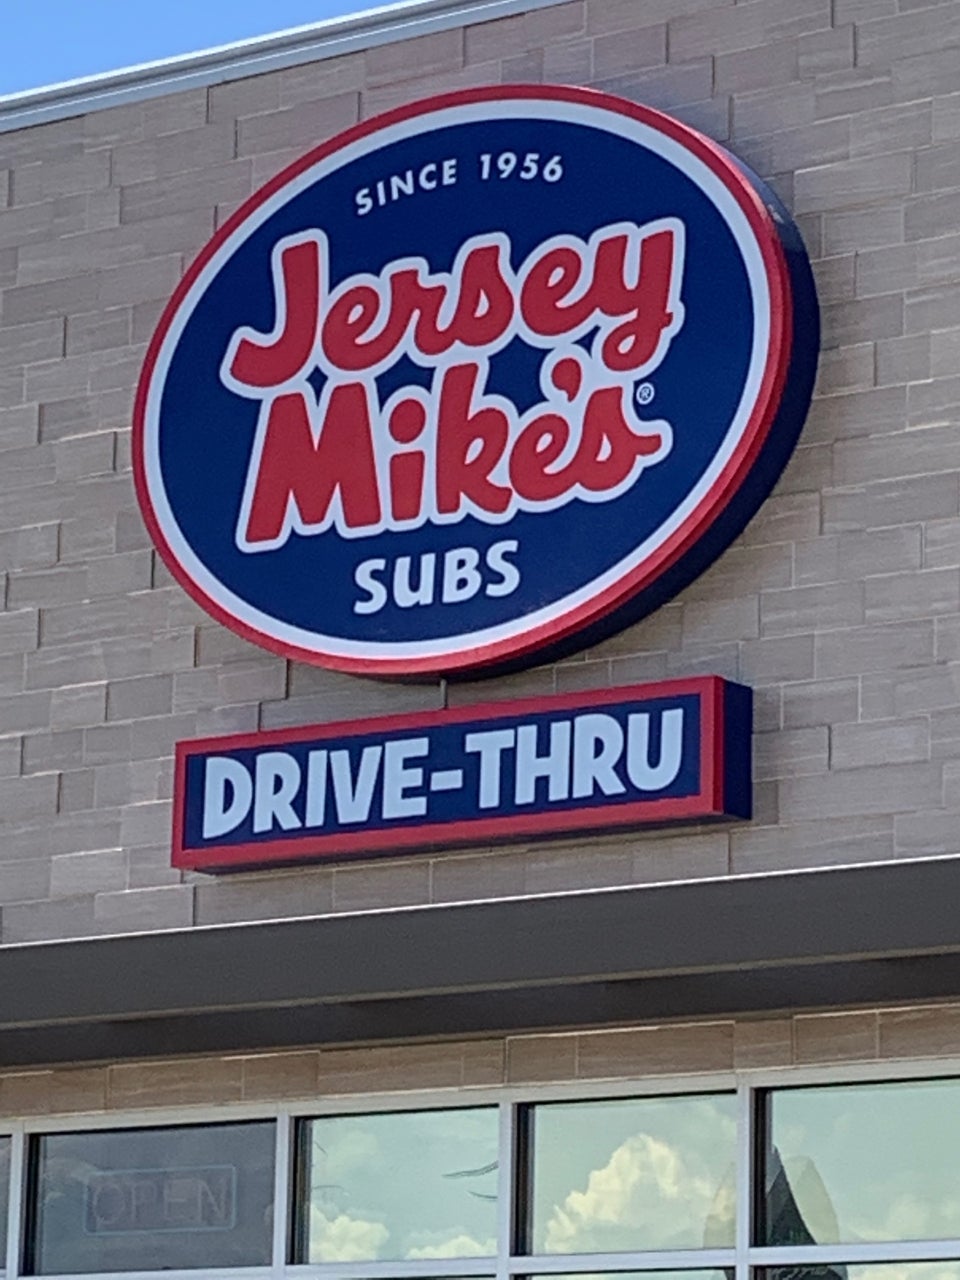 SINCE 1956
Jersey
Mike's®
SUBS
DRIVE-THRU
OPEN